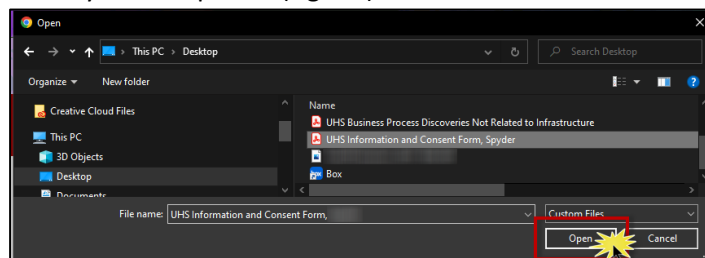 Open
This PC > Desktop
Search Desktop
Organize
New folder
Creative Cloud Files
This PC
3D Objects
Desktop
Documents
Name
UHS Business Process Discoveries Not Related to Infrastructure
UHS Information and Consent Form, Spyder
Box
File name: UHS Information and Consent Form,
Custom Files
Open
Cancel